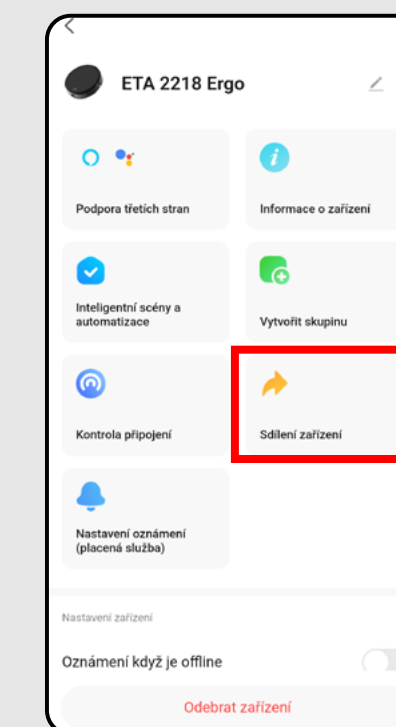 ETA 2218 Ergo
Podpora třetích stran
Informace o zařízení
Inteligentní scény a
automatizace
Vytvořit skupinu
Kontrola připojení
Sdílení zařízení
Nastavení oznámení
(placená služba)
Nastavení zařízení
Oznámení když je offline
Odebrat zařízení